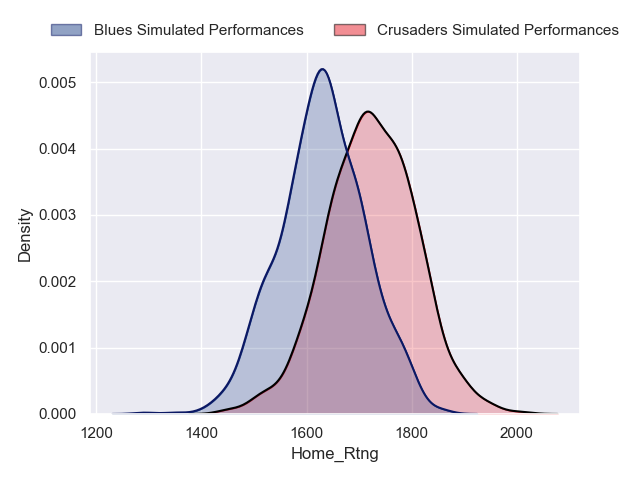 Blues Simulated Performances
Crusaders Simulated Performances
0.005
0.004
0.003
0.002
0.001
0.000
Density
1200
1400
1600
1800
2000
Home_Rtng